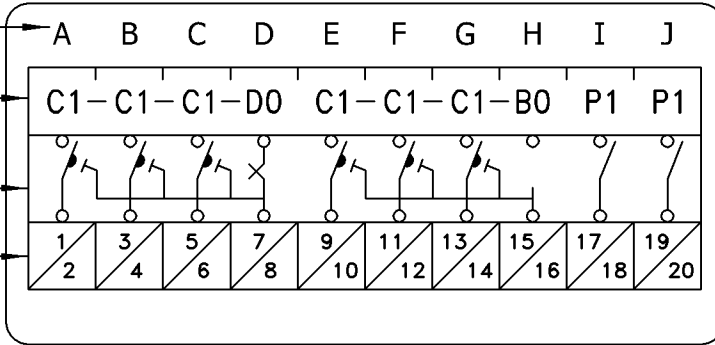 A B C D E F G H I J
C1-C1-C1-D0 C1-C1-C1-B0 P1 P1
1 3 5 7 9 11 13 15 17 19
2 4 6 8 10 12 14 16 18 20